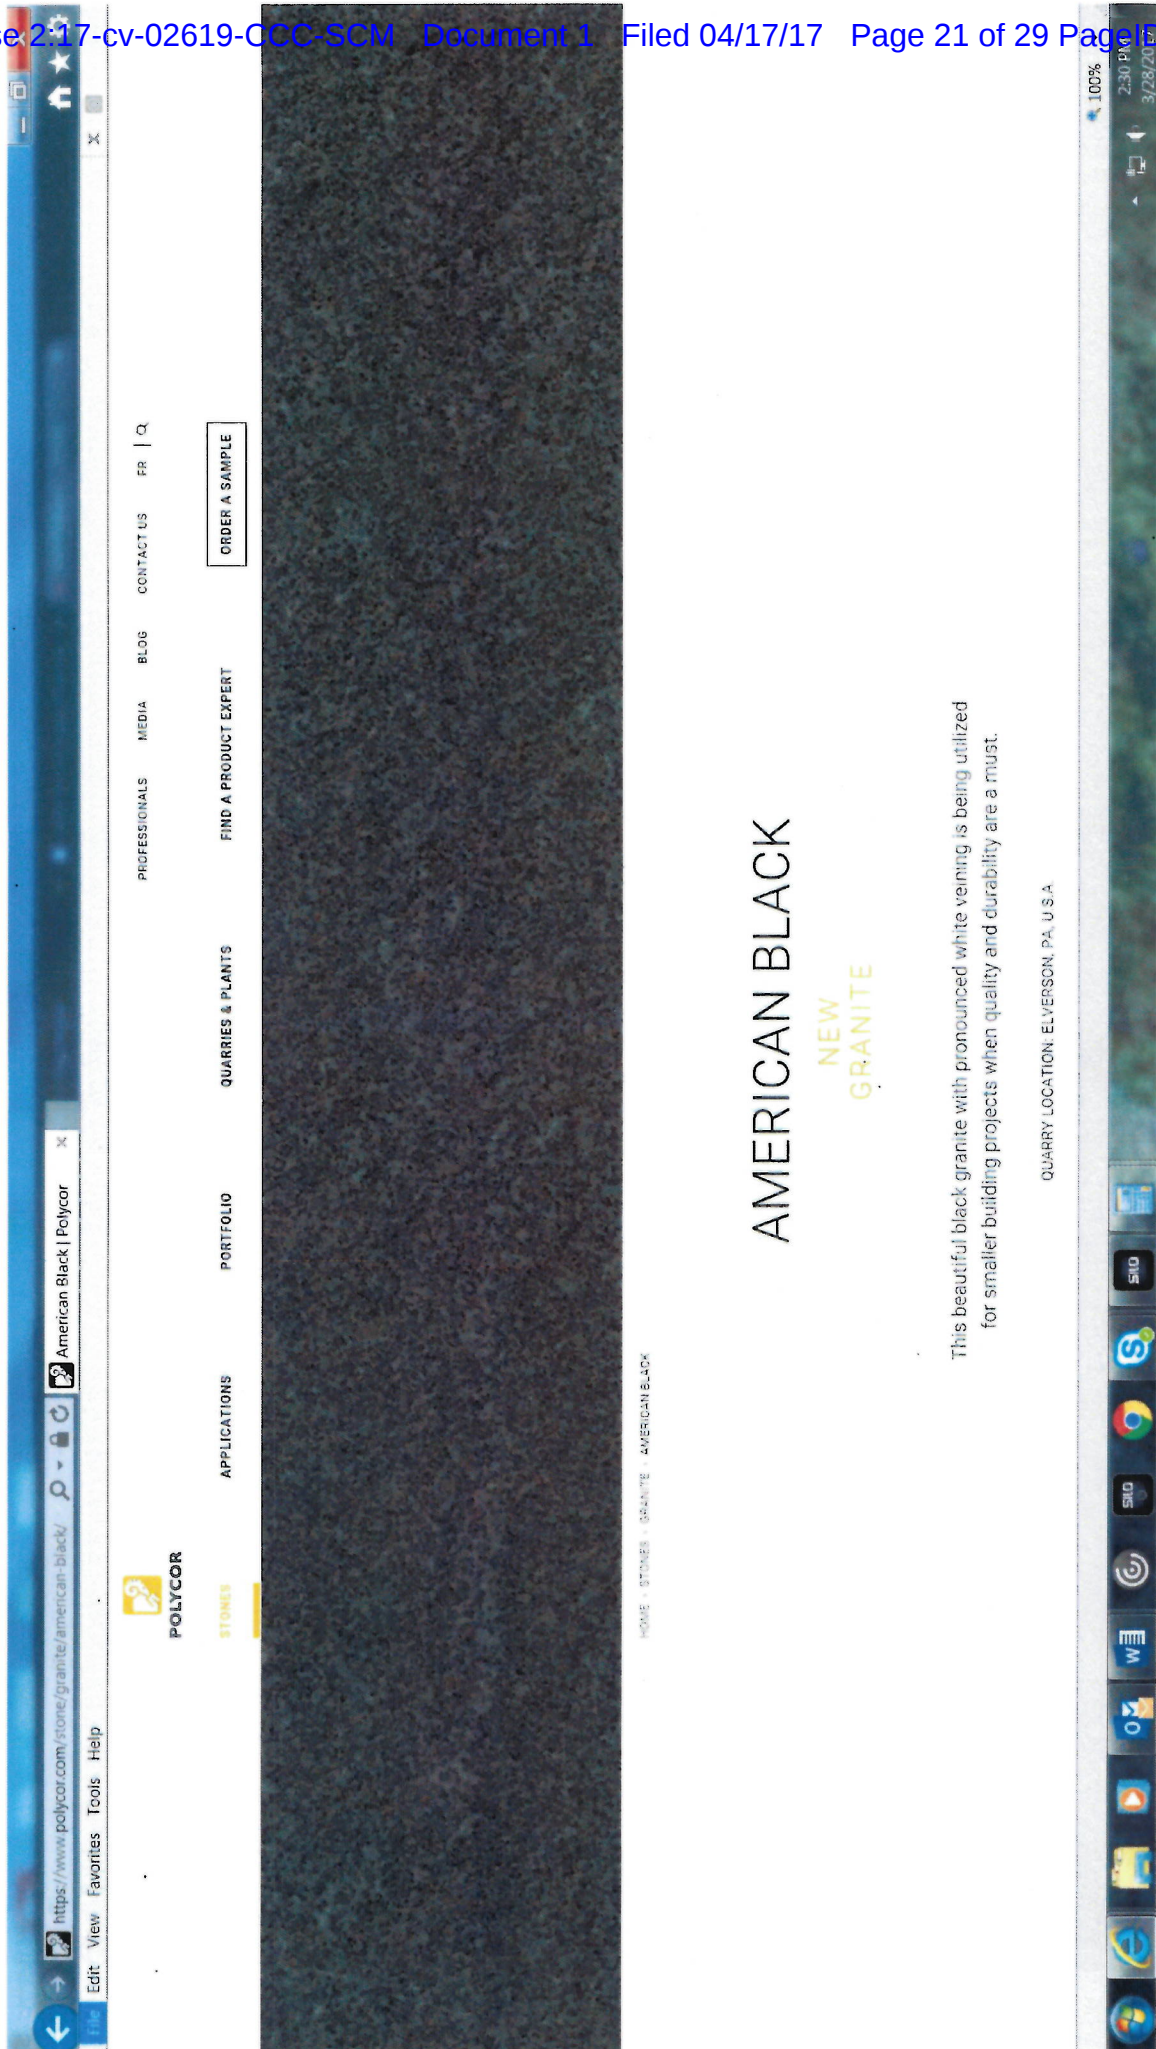 se 2:17-cv-02619-CCC-SCM Document 1 Filed 04/17/17 Page 21 of 29 PageID
https://www.polycor.com/stone/granite/american-black/
American Black | Polycor
File Edit View Favorites Tools Help
PROFESSIONALS MEDIA BLOG CONTACT US FR
POLYCOR
STONES APPLICATIONS PORTFOLIO QUARRIES & PLANTS FIND A PRODUCT EXPERT ORDER A SAMPLE
HOME STONES GRANITE AMERICAN BLACK
AMERICAN BLACK
NEW
GRANITE
This beautiful black granite with pronounced white veining is being utilized
for smaller building projects when quality and durability are a must.
QUARRY LOCATION: ELVERSON, PA, U.S.A.
100%
SILO
SILO
2:30 PM